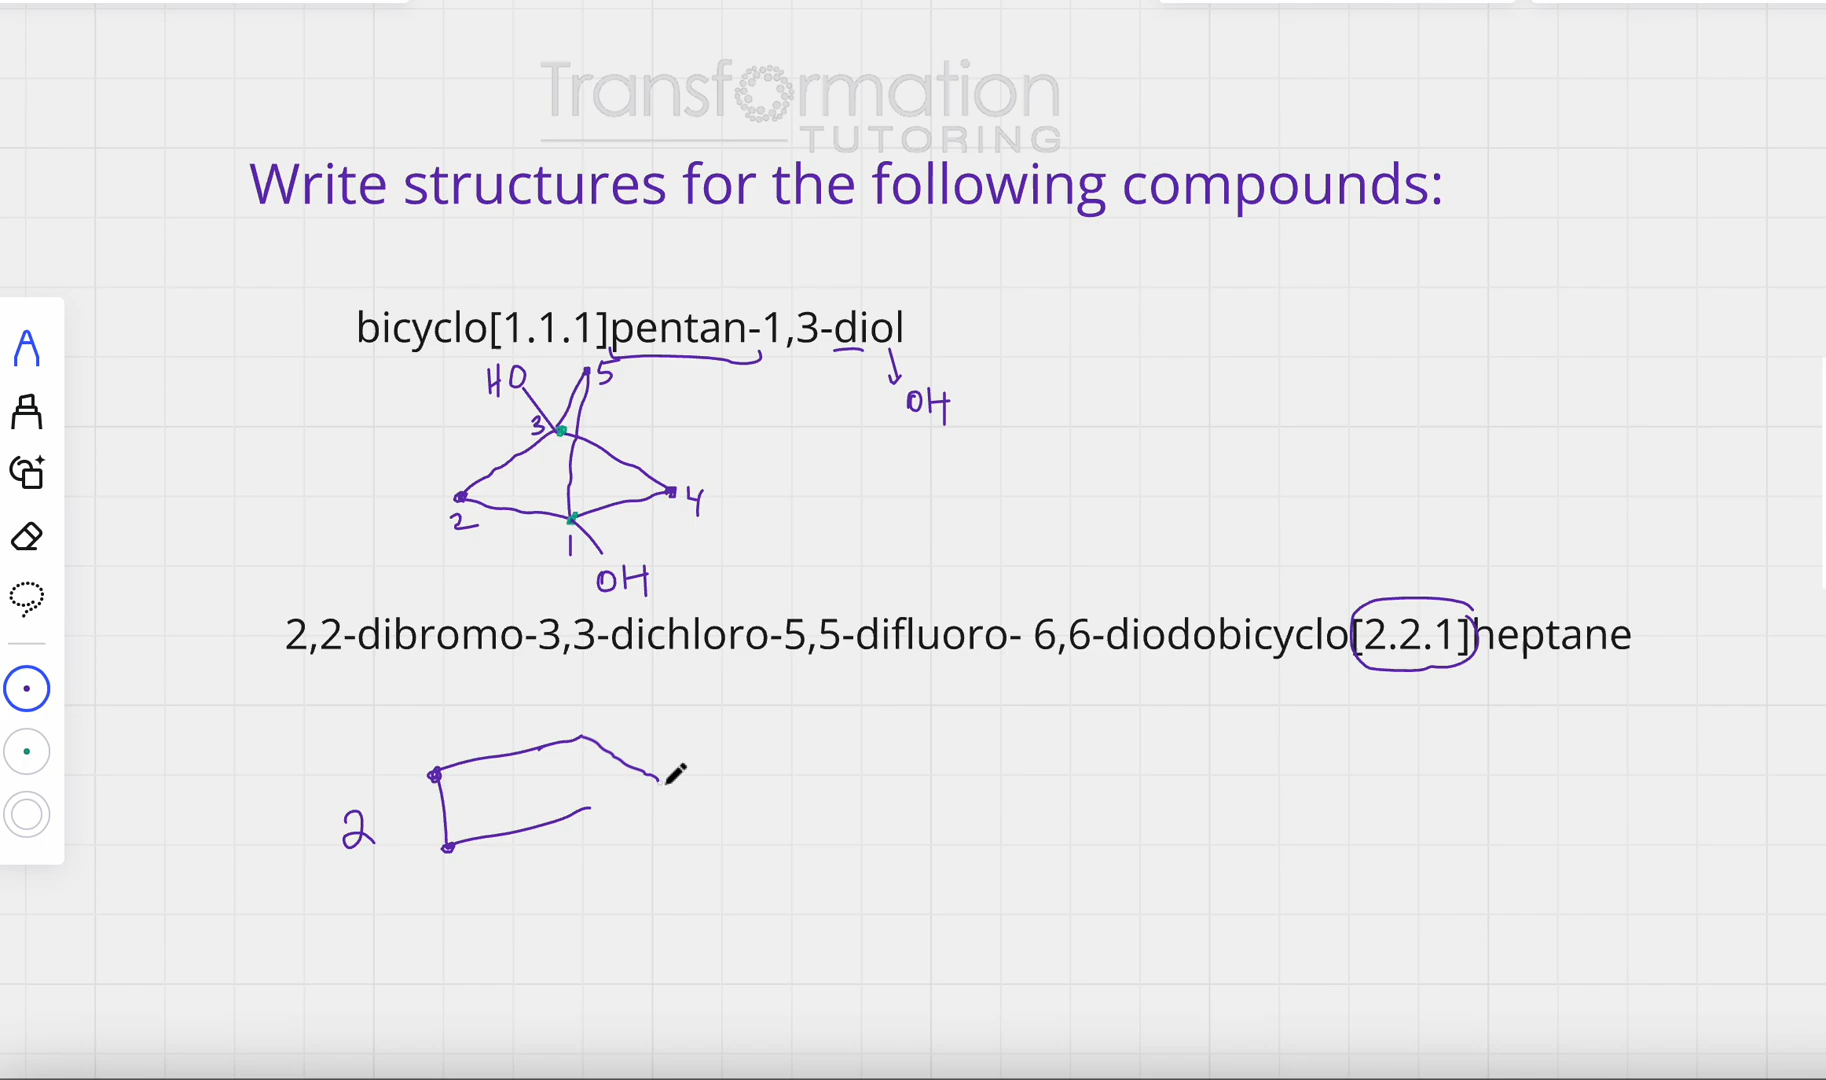 Transformation
TUTORING
Write structures for the following compounds:
bicyclo[1.1.1]pentan-1,3-diol
HO
5
OH
3
2
4
1
OH
2,2-dibromo-3,3-dichloro-5,5-difluoro- 6,6-diodobicyclo[2.2.1]heptane
2